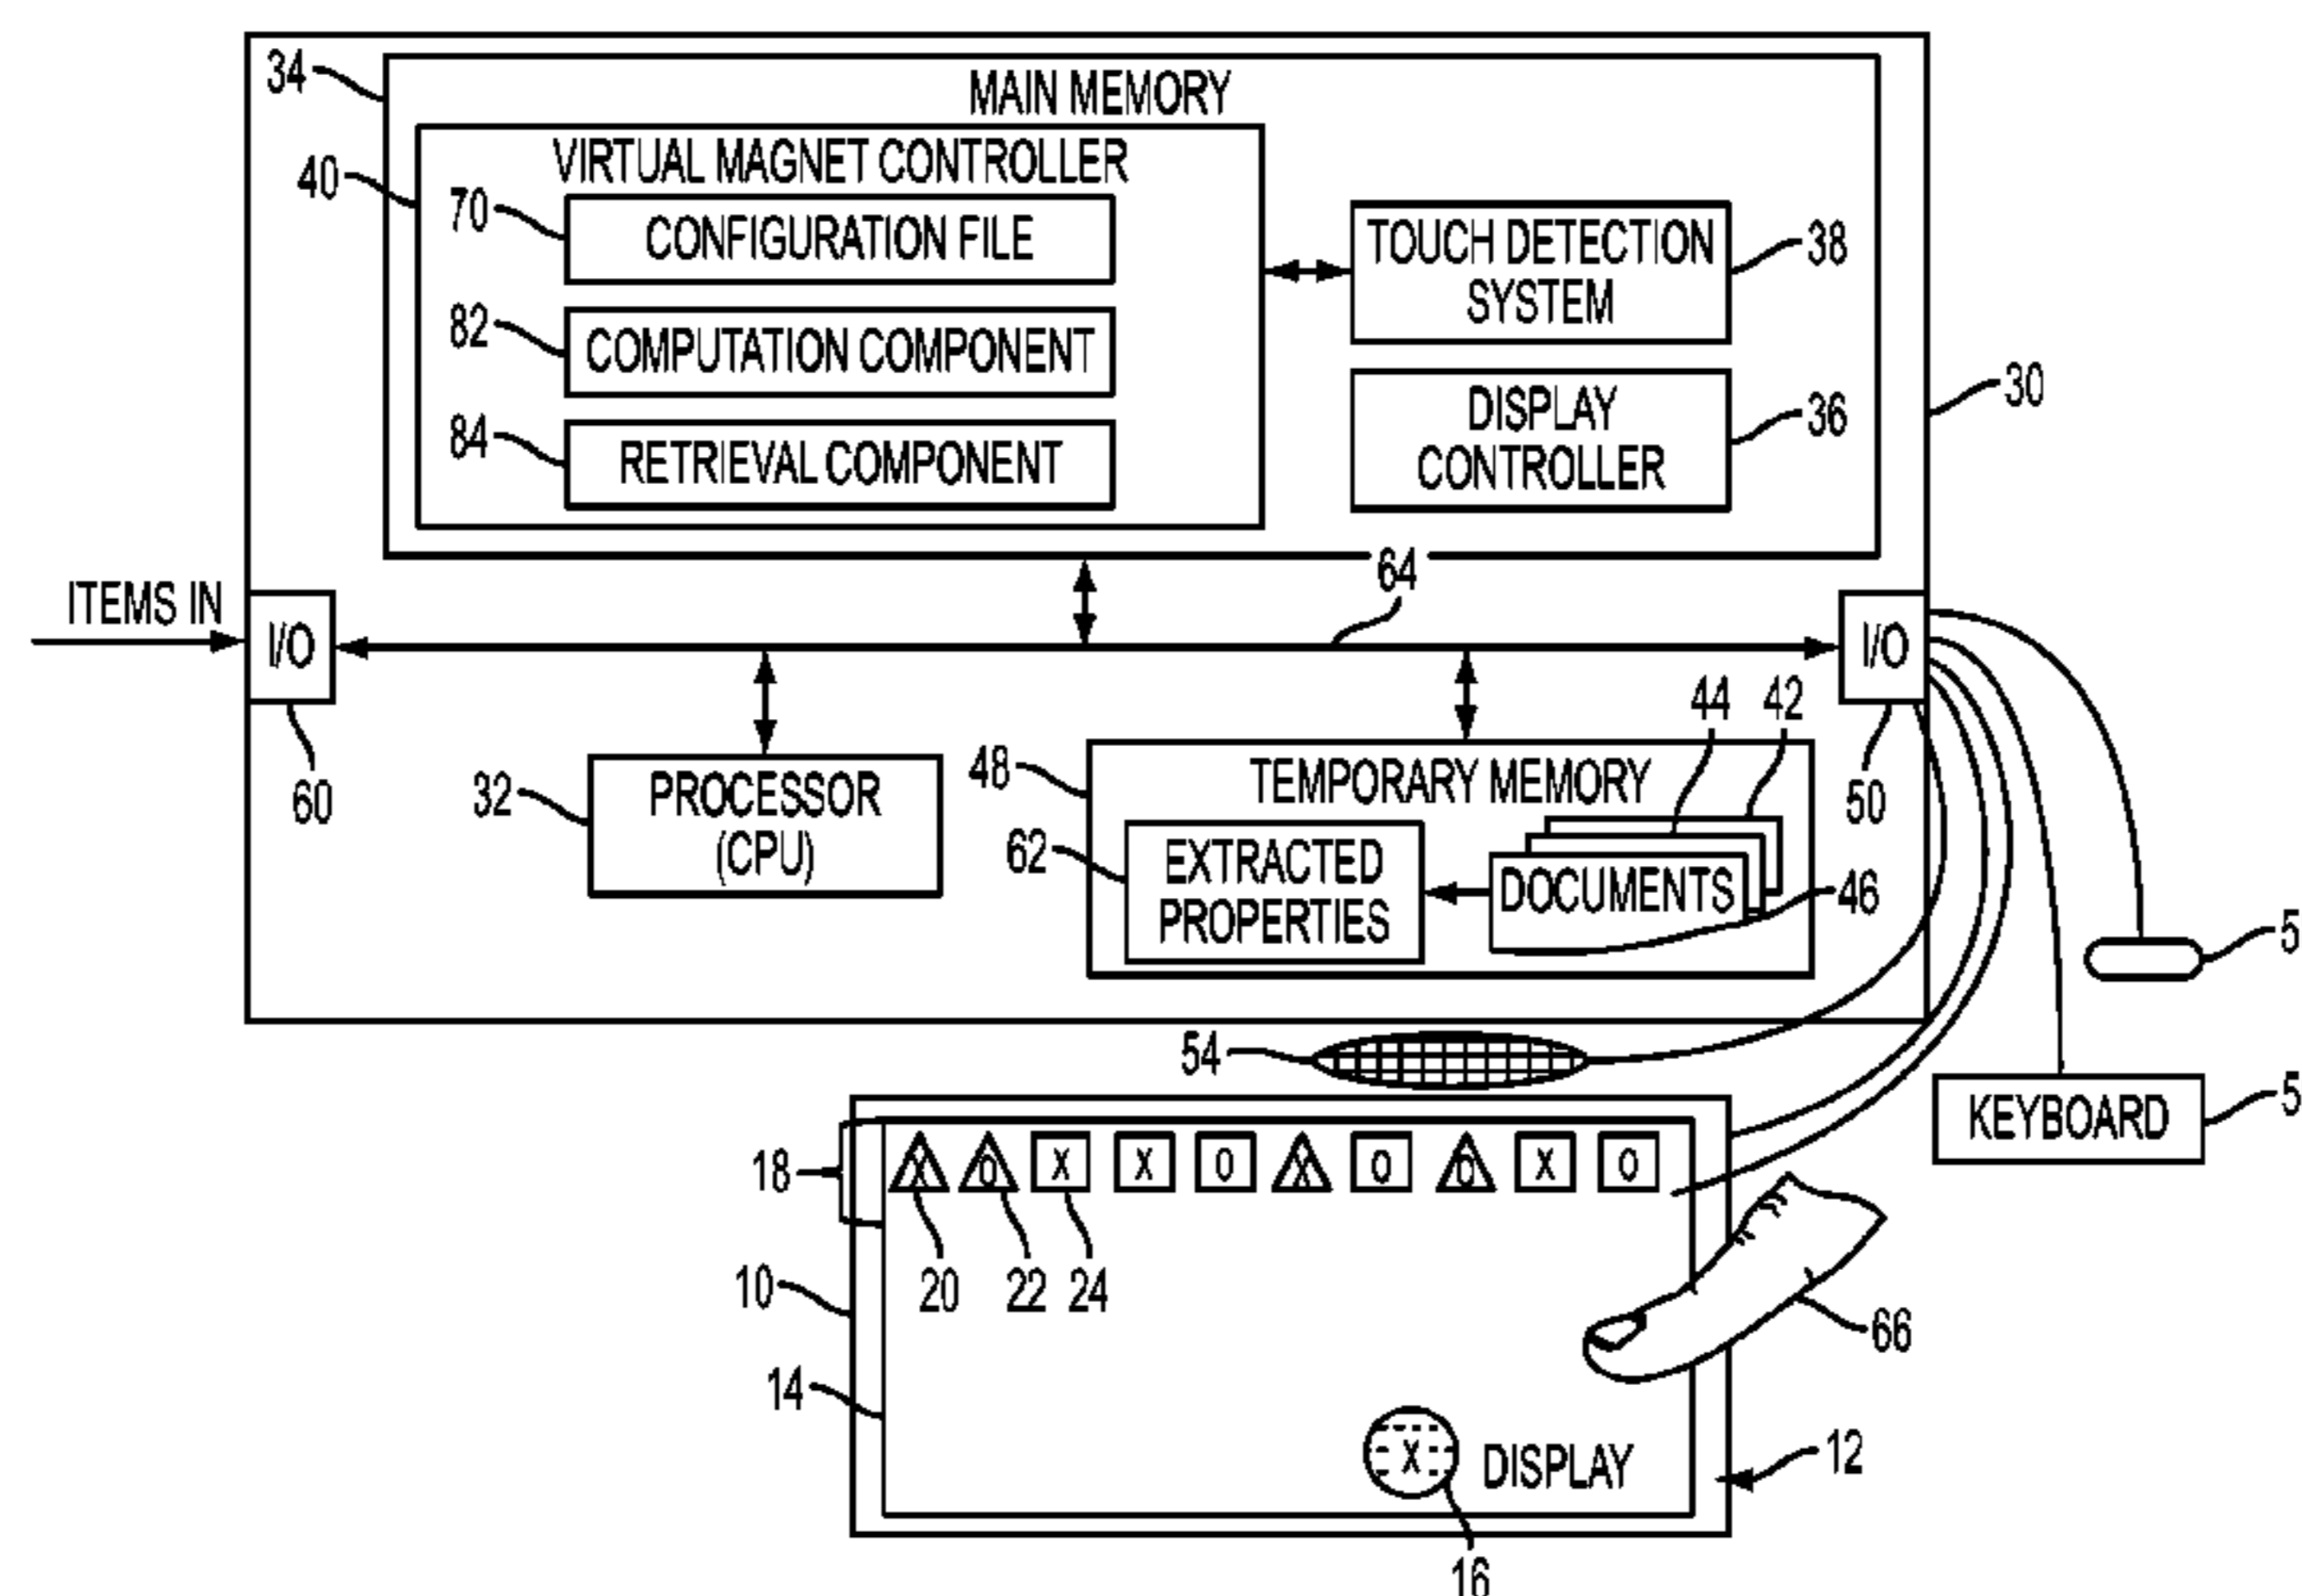 34
MAIN MEMORY
40
VIRTUAL MAGNET CONTROLLER
70
CONFIGURATION FILE
TOUCH DETECTION
SYSTEM
38
82
COMPUTATION COMPONENT
30
DISPLAY
CONTROLLER
36
84
RETRIEVAL COMPONENT
64
ITEMS IN
I/O
I/O
44
42
60
32
PROCESSOR
(CPU)
48
TEMPORARY MEMORY
50
62
EXTRACTED
PROPERTIES
DOCUMENTS
46
5
54
KEYBOARD
5
18
X
O
X
X
O
X
O
O
X
O
20
22
24
10
66
14
X
DISPLAY
12
16